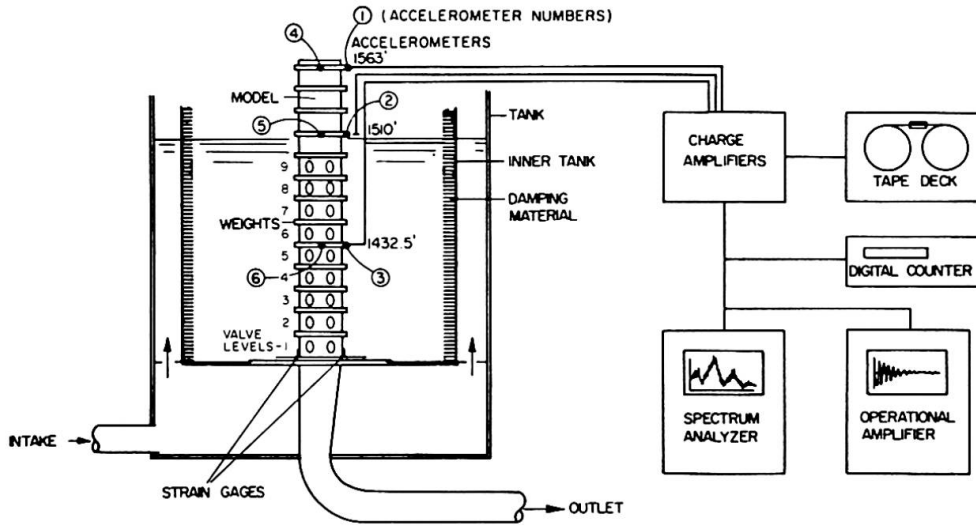 ① (ACCELEROMETER NUMBERS)
④
ACCELEROMETERS
1563'
MODEL
②
⑤
1510'
TANK
CHARGE
AMPLIFIERS
TAPE DECK
9
INNER TANK
8
DAMPING
MATERIAL
7
WEIGHTS
6
1432.5'
5
⑥
4
③
DIGITAL COUNTER
3
2
VALVE
LEVELS-1
INTAKE
SPECTRUM
ANALYZER
OPERATIONAL
AMPLIFIER
STRAIN GAGES
OUTLET